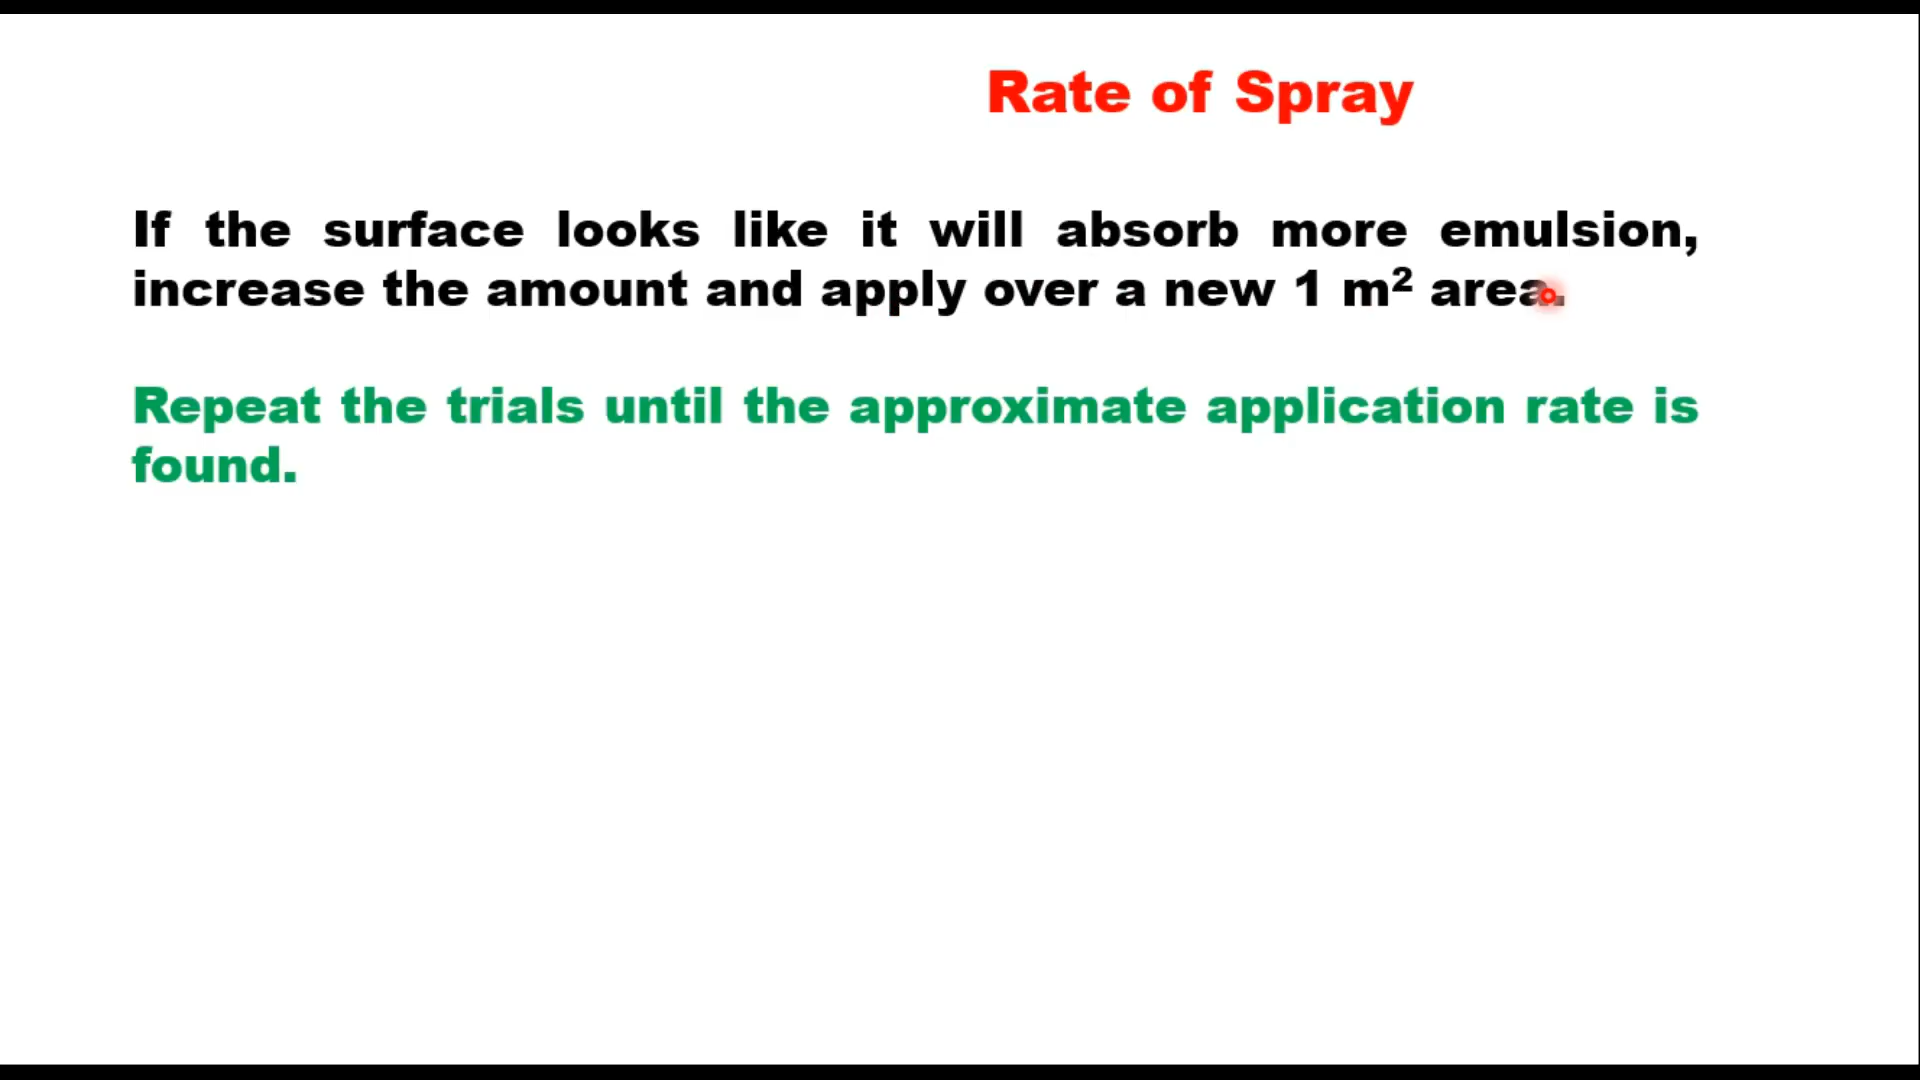 Rate of Spray
If the surface looks like it will absorb more emulsion,
increase the amount and apply over a new 1 m² area.
Repeat the trials until the approximate application rate is
found.